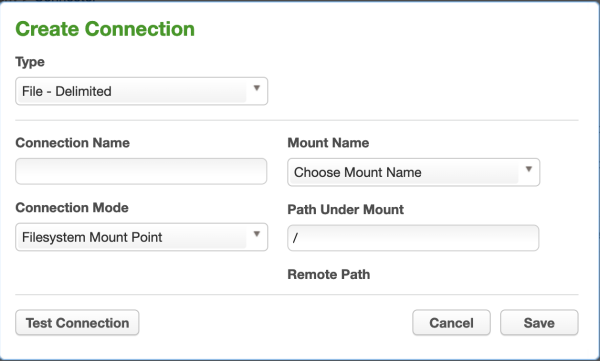 Create Connection
Type
File - Delimited
Connection Name
Mount Name
Choose Mount Name
Connection Mode
Path Under Mount
Filesystem Mount Point
/
Remote Path
Test Connection
Cancel
Save